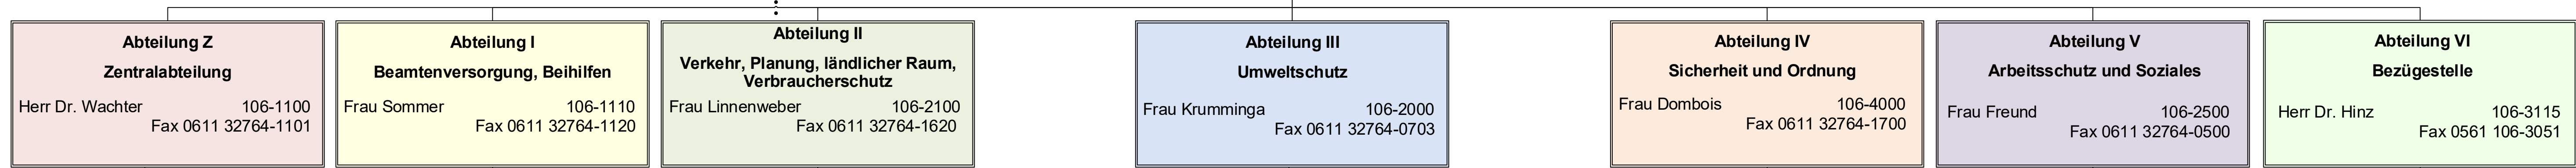 Abteilung Z
Zentralabteilung
Herr Dr. Wachter 106-1100
Fax 0611 32764-1101
Abteilung I
Beamtenversorgung, Beihilfen
Frau Sommer 106-1110
Fax 0611 32764-1120
Abteilung II
Verkehr, Planung, ländlicher Raum,
Verbraucherschutz
Frau Linnenweber 106-2100
Fax 0611 32764-1620
Abteilung III
Umweltschutz
Frau Krumminga 106-2000
Fax 0611 32764-0703
Abteilung IV
Sicherheit und Ordnung
Frau Dombois 106-4000
Fax 0611 32764-1700
Abteilung V
Arbeitsschutz und Soziales
Frau Freund 106-2500
Fax 0611 32764-0500
Abteilung VI
Bezügestelle
Herr Dr. Hinz 106-3115
Fax 0561 106-3051